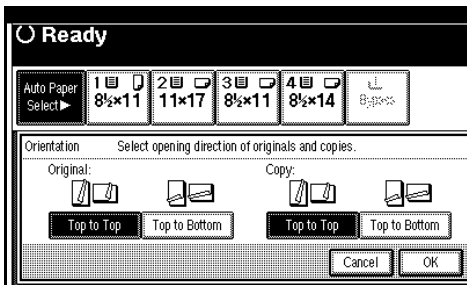 Ready
Auto Paper Select▶
1 8½×11
2 11×17
3 8½×11
4 8½×14
Bypass
Orientation Select opening direction of originals and copies.
Original: Copy:
Top to Top Top to Bottom Top to Top Top to Bottom
Cancel OK